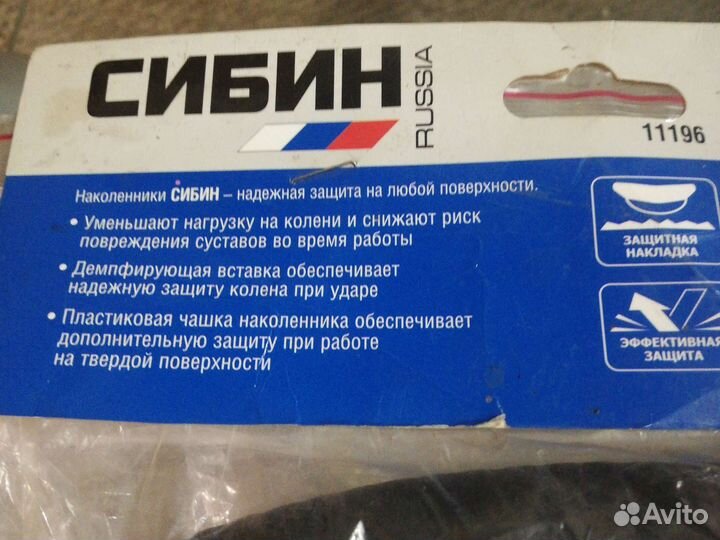 СИБИН
RUSSIA
11196
Наколенники СИБИН – надежная защита на любой поверхности.
• Уменьшают нагрузку на колени и снижают риск
повреждения суставов во время работы
• Демпфирующая вставка обеспечивает
надежную защиту колена при ударе
• Пластиковая чашка наколенника обеспечивает
дополнительную защиту при работе
на твердой поверхности
ЗАЩИТНАЯ
НАКЛАДКА
ЭФФЕКТИВНАЯ
ЗАЩИТА
Avito